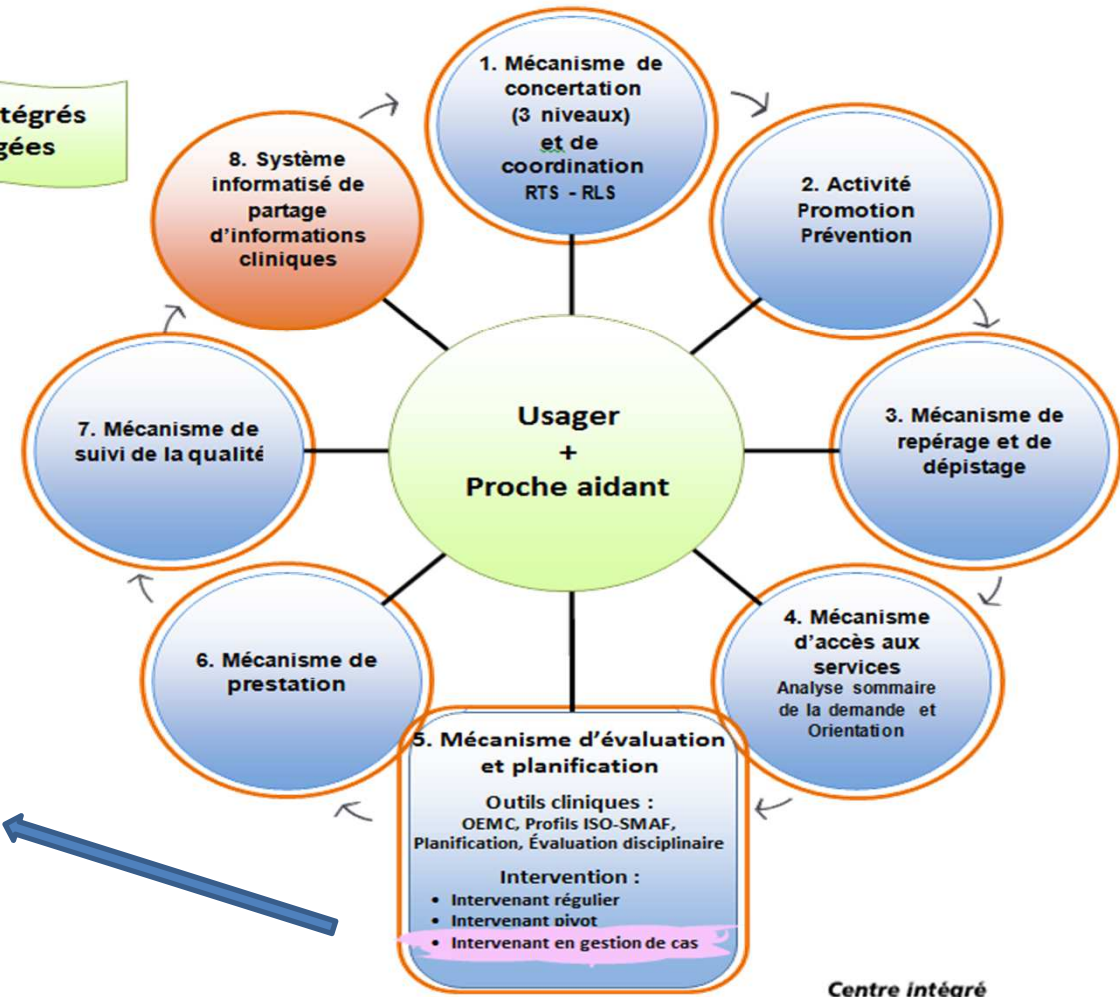 tégrés
gées
1. Mécanisme de
concertation
(3 niveaux)
et de
coordination
RTS - RLS
2. Activité
Promotion
Prévention
3. Mécanisme de
repérage et de
dépistage
4. Mécanisme
d'accès aux
services
Analyse sommaire
de la demande et
Orientation
5. Mécanisme d'évaluation
et planification
Outils cliniques :
OEMC, Profils ISO-SMAF,
Planification, Évaluation disciplinaire
Intervention :
• Intervenant régulier
• Intervenant pivot
• Intervenant en gestion de cas
6. Mécanisme de
prestation
7. Mécanisme de
suivi de la qualité
8. Système
informatisé de
partage
d'informations
cliniques
Usager
+
Proche aidant
Centre intégré